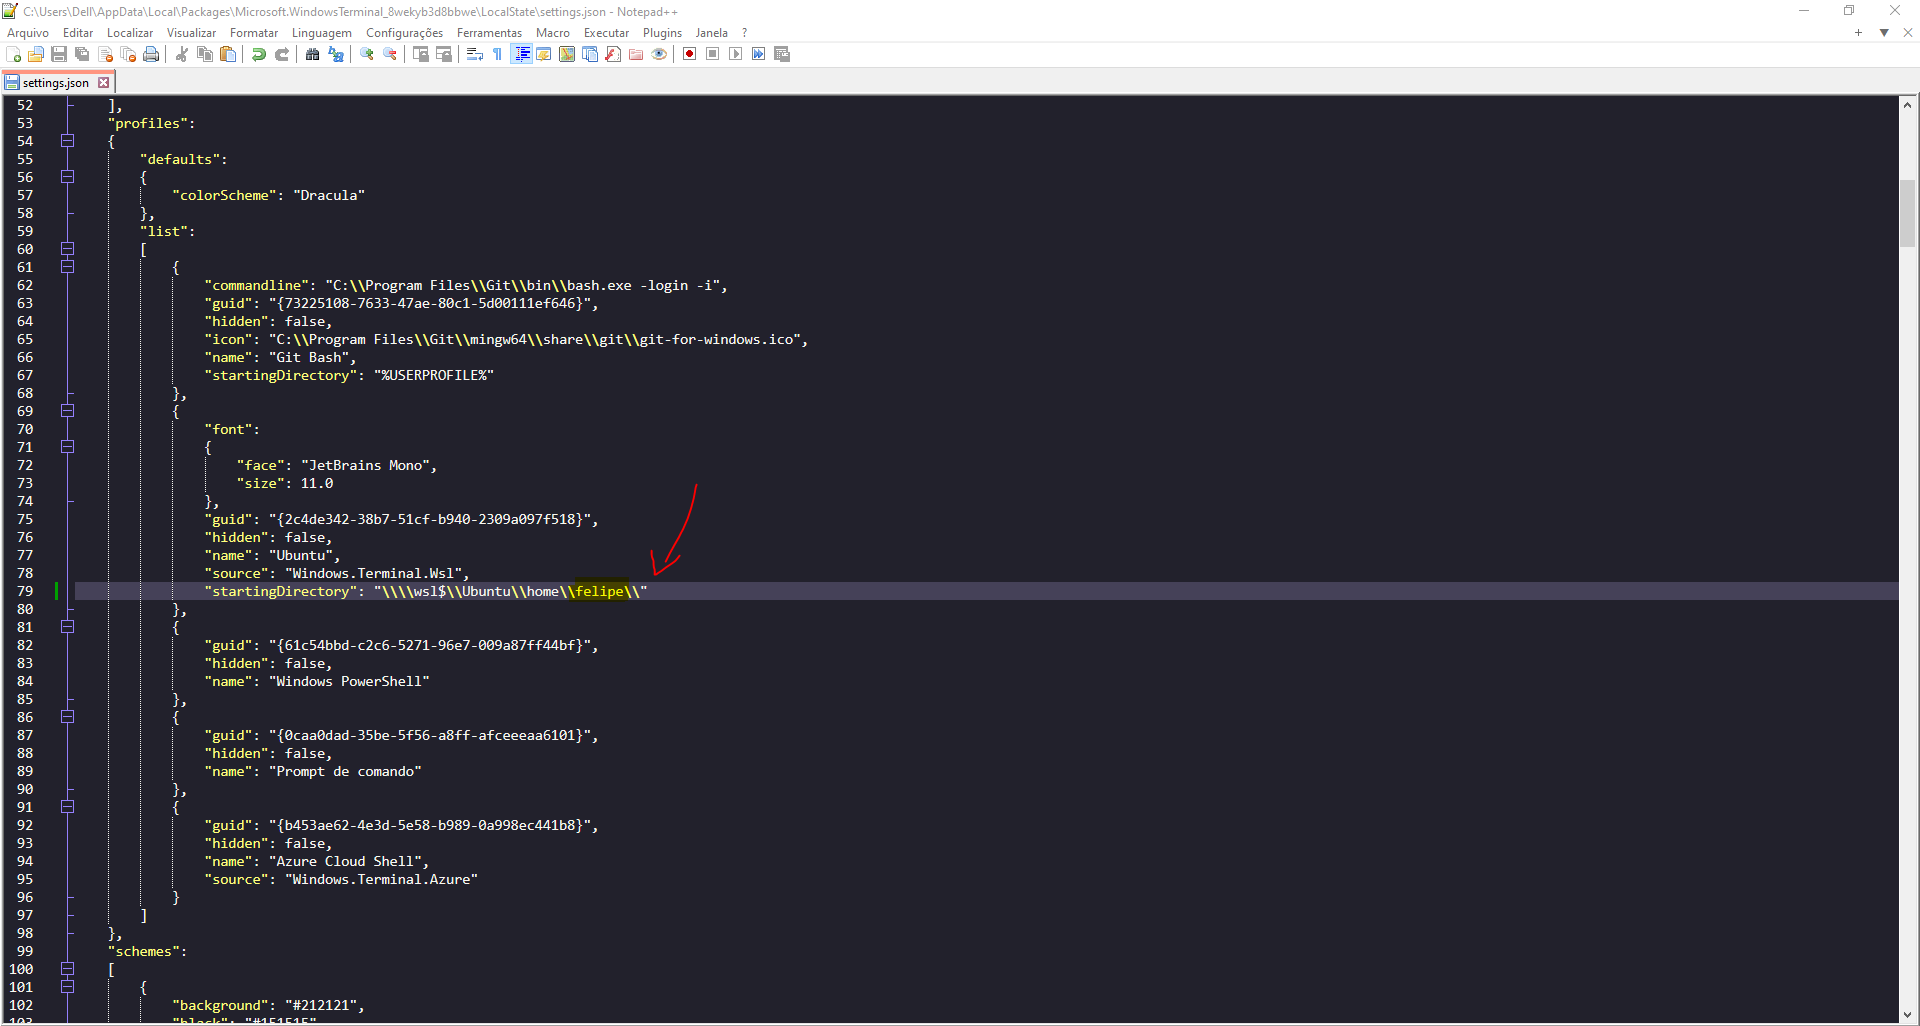 C:\Users\Dell\AppData\Local\Packages\Microsoft.WindowsTerminal_8wekyb3d8bbwe\LocalState\settings.json - Notepad++
Arquivo Editar Localizar Visualizar Formatar Linguagem Configurações Ferramentas Macro Executar Plugins Janela ?
settings.json
52 ],
53 "profiles":
54 {
55 "defaults":
56 {
57 "colorScheme": "Dracula"
58 },
59 "list":
60 [
61 {
62 "commandline": "C:\\Program Files\\Git\\bin\\bash.exe -login -i",
63 "guid": "{73225108-7633-47ae-80c1-5d00111ef646}",
64 "hidden": false,
65 "icon": "C:\\Program Files\\Git\\mingw64\\share\\git\\git-for-windows.ico",
66 "name": "Git Bash",
67 "startingDirectory": "%USERPROFILE%"
68 },
69 {
70 "font":
71 {
72 "face": "JetBrains Mono",
73 "size": 11.0
74 },
75 "guid": "{2c4de342-38b7-51cf-b940-2309a097f518}",
76 "hidden": false,
77 "name": "Ubuntu",
78 "source": "Windows.Terminal.Wsl",
79 "startingDirectory": "\\\\wsl$\\Ubuntu\\home\\felipe\\"
80 },
81 {
82 "guid": "{61c54bbd-c2c6-5271-96e7-009a87ff44bf}",
83 "hidden": false,
84 "name": "Windows PowerShell"
85 },
86 {
87 "guid": "{0caa0dad-35be-5f56-a8ff-afceeeaa6101}",
88 "hidden": false,
89 "name": "Prompt de comando"
90 },
91 {
92 "guid": "{b453ae62-4e3d-5e58-b989-0a998ec441b8}",
93 "hidden": false,
94 "name": "Azure Cloud Shell",
95 "source": "Windows.Terminal.Azure"
96 }
97 ]
98 },
99 "schemes":
100 [
101 {
102 "background": "#212121",
103 "black": "#151515"